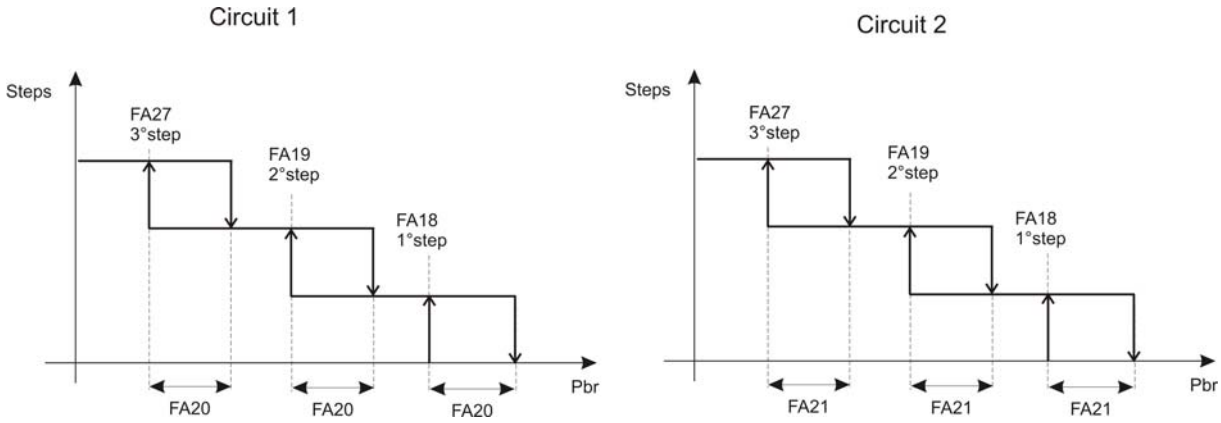 Circuit 1
Steps
FA27
3°step
FA19
2°step
FA18
1°step
Pbr
FA20
FA20
FA20
Circuit 2
Steps
FA27
3°step
FA19
2°step
FA18
1°step
Pbr
FA21
FA21
FA21